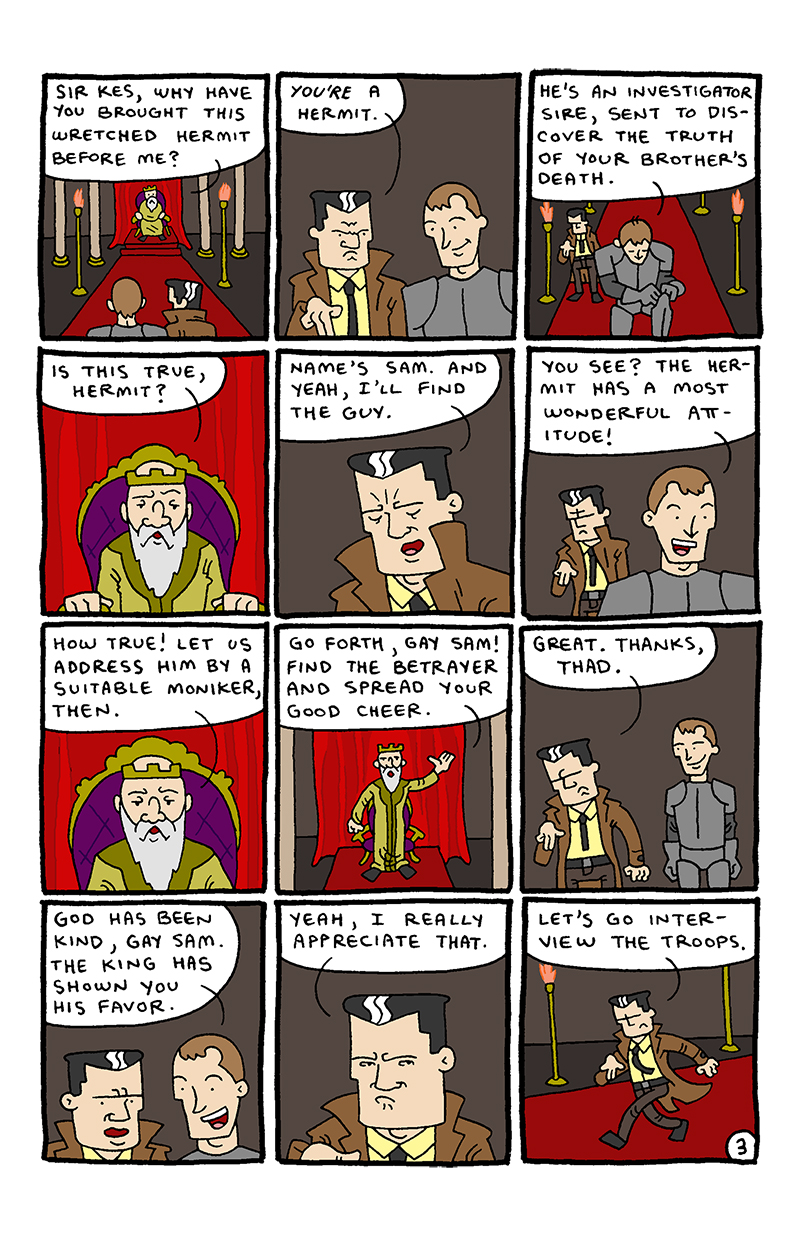 SIR KES, WHY HAVE
YOU BROUGHT THIS
WRETCHED HERMIT
BEFORE ME?
YOU'RE A
HERMIT.
HE'S AN INVESTIGATOR
SIRE, SENT TO DIS-
COVER THE TRUTH
OF YOUR BROTHER'S
DEATH.
IS THIS TRUE,
HERMIT?
NAME'S SAM. AND
YEAH, I'LL FIND
THE GUY.
YOU SEE? THE HER-
MIT HAS A MOST
WONDERFUL ATT-
ITUDE!
HOW TRUE! LET US
ADDRESS HIM BY A
SUITABLE MONIKER,
THEN.
GO FORTH, GAY SAM!
FIND THE BETRAYER
AND SPREAD YOUR
GOOD CHEER.
GREAT. THANKS,
THAD.
GOD HAS BEEN
KIND, GAY SAM.
THE KING HAS
SHOWN YOU
HIS FAVOR.
YEAH, I REALLY
APPRECIATE THAT.
LET'S GO INTER-
VIEW THE TROOPS.
3